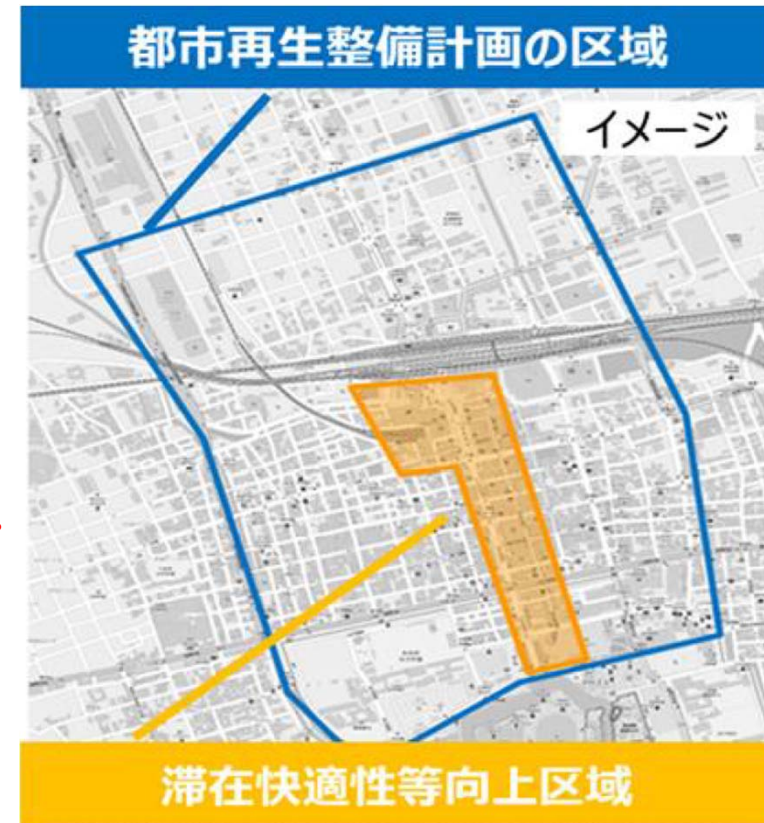 都市再生整備計画の区域
イメージ
滞在快適性等向上区域